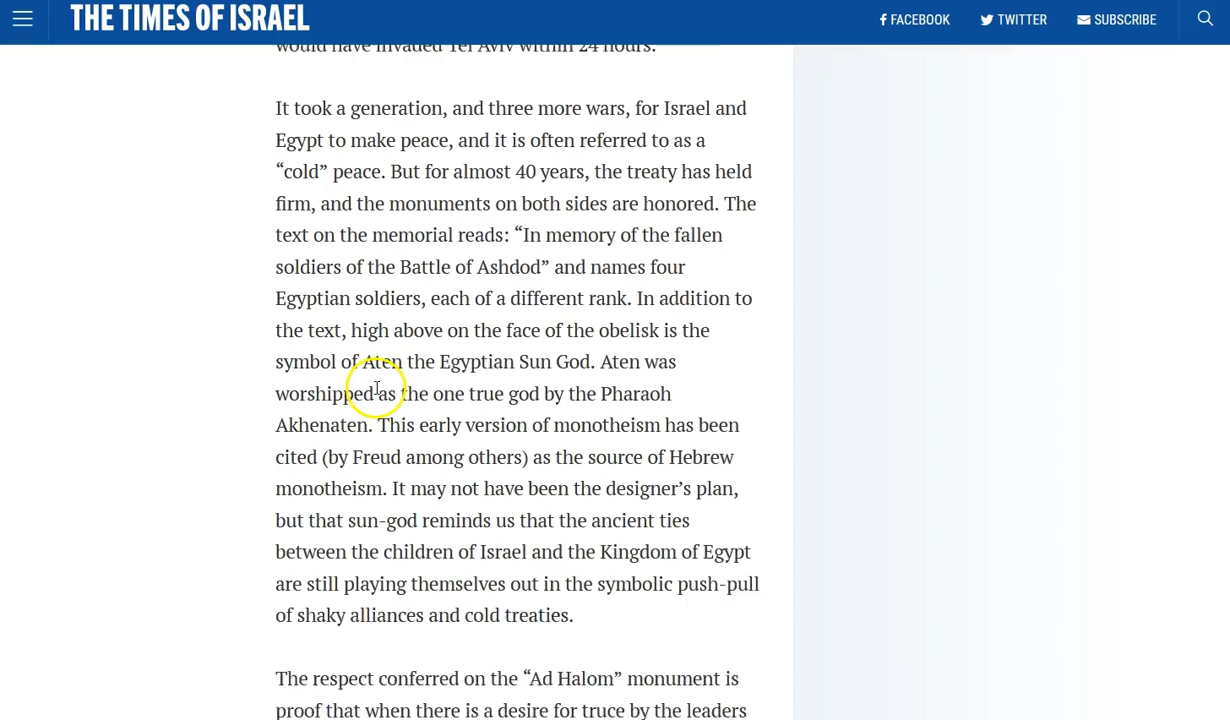 THE TIMES OF ISRAEL
FACEBOOK
TWITTER
SUBSCRIBE
would have invaded Tel Aviv within 24 hours.
It took a generation, and three more wars, for Israel and
Egypt to make peace, and it is often referred to as a
“cold” peace. But for almost 40 years, the treaty has held
firm, and the monuments on both sides are honored. The
text on the memorial reads: “In memory of the fallen
soldiers of the Battle of Ashdod” and names four
Egyptian soldiers, each of a different rank. In addition to
the text, high above on the face of the obelisk is the
symbol of Aten the Egyptian Sun God. Aten was
worshipped as the one true god by the Pharaoh
Akhenaten. This early version of monotheism has been
cited (by Freud among others) as the source of Hebrew
monotheism. It may not have been the designer’s plan,
but that sun-god reminds us that the ancient ties
between the children of Israel and the Kingdom of Egypt
are still playing themselves out in the symbolic push-pull
of shaky alliances and cold treaties.
The respect conferred on the “Ad Halom” monument is
proof that when there is a desire for truce by the leaders